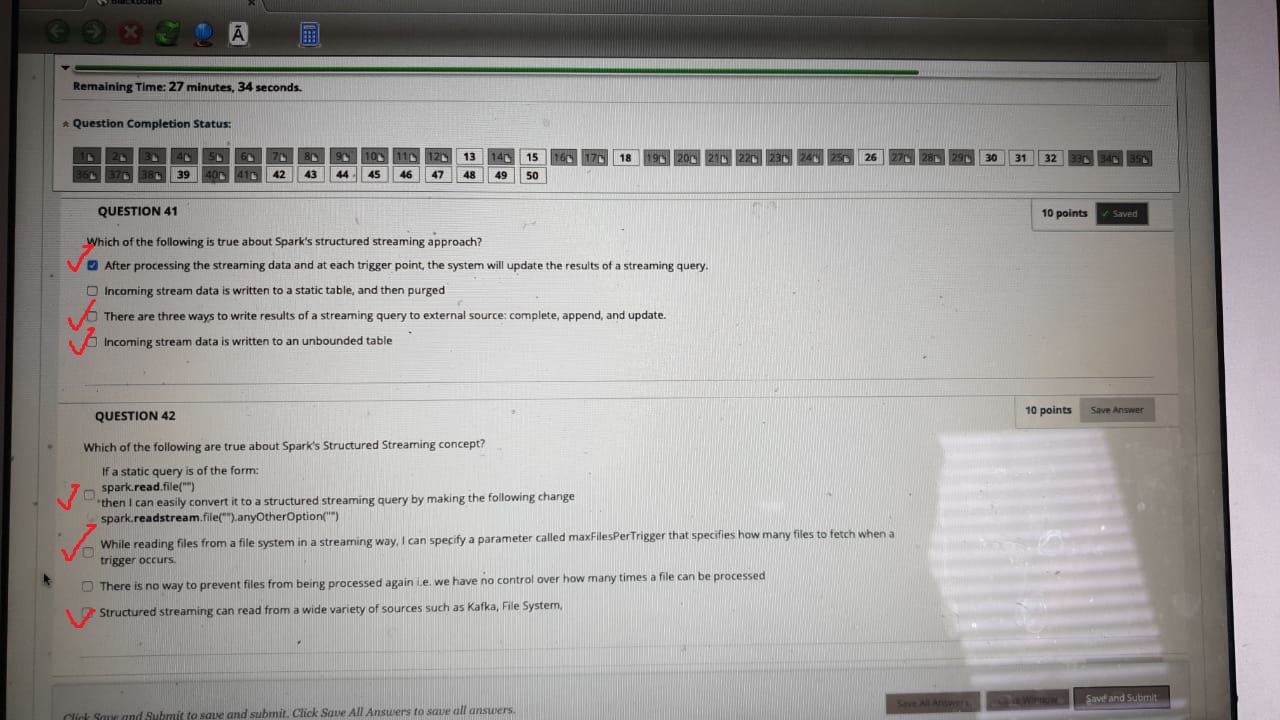 Blackboard
Remaining Time: 27 minutes, 34 seconds.
Question Completion Status:
1 2 3 4 5 6 7 8 9 10 11 12 13 14 15 16 17 18 19 20 21 22 23 24 25 26 27 28 29 30 31 32 33 34 35
36 37 38 39 40 41 42 43 44 45 46 47 48 49 50
QUESTION 41
10 points ✓ Saved
Which of the following is true about Spark's structured streaming approach?
After processing the streaming data and at each trigger point, the system will update the results of a streaming query.
Incoming stream data is written to a static table, and then purged
There are three ways to write results of a streaming query to external source: complete, append, and update.
Incoming stream data is written to an unbounded table
QUESTION 42
10 points Save Answer
Which of the following are true about Spark's Structured Streaming concept?
If a static query is of the form:
spark.read.file("")
then I can easily convert it to a structured streaming query by making the following change
spark.readstream.file("").anyOtherOption("")
While reading files from a file system in a streaming way, I can specify a parameter called maxFilesPerTrigger that specifies how many files to fetch when a
trigger occurs.
There is no way to prevent files from being processed again i.e. we have no control over how many times a file can be processed
Structured streaming can read from a wide variety of sources such as Kafka, File System,
Click Save and Submit to save and submit. Click Save All Answers to save all answers.
Save All Answers Save and Submit